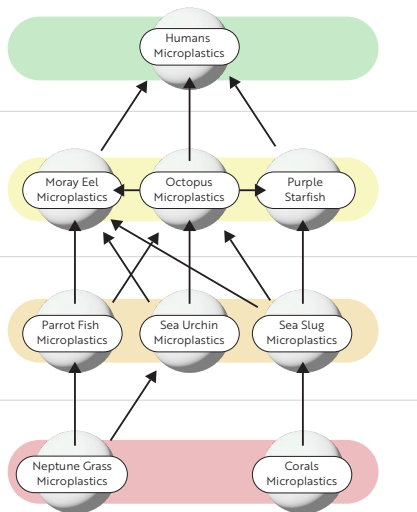 Humans
Microplastics
Moray Eel
Microplastics
Octopus
Microplastics
Purple
Starfish
Parrot Fish
Microplastics
Sea Urchin
Microplastics
Sea Slug
Microplastics
Neptune Grass
Microplastics
Corals
Microplastics